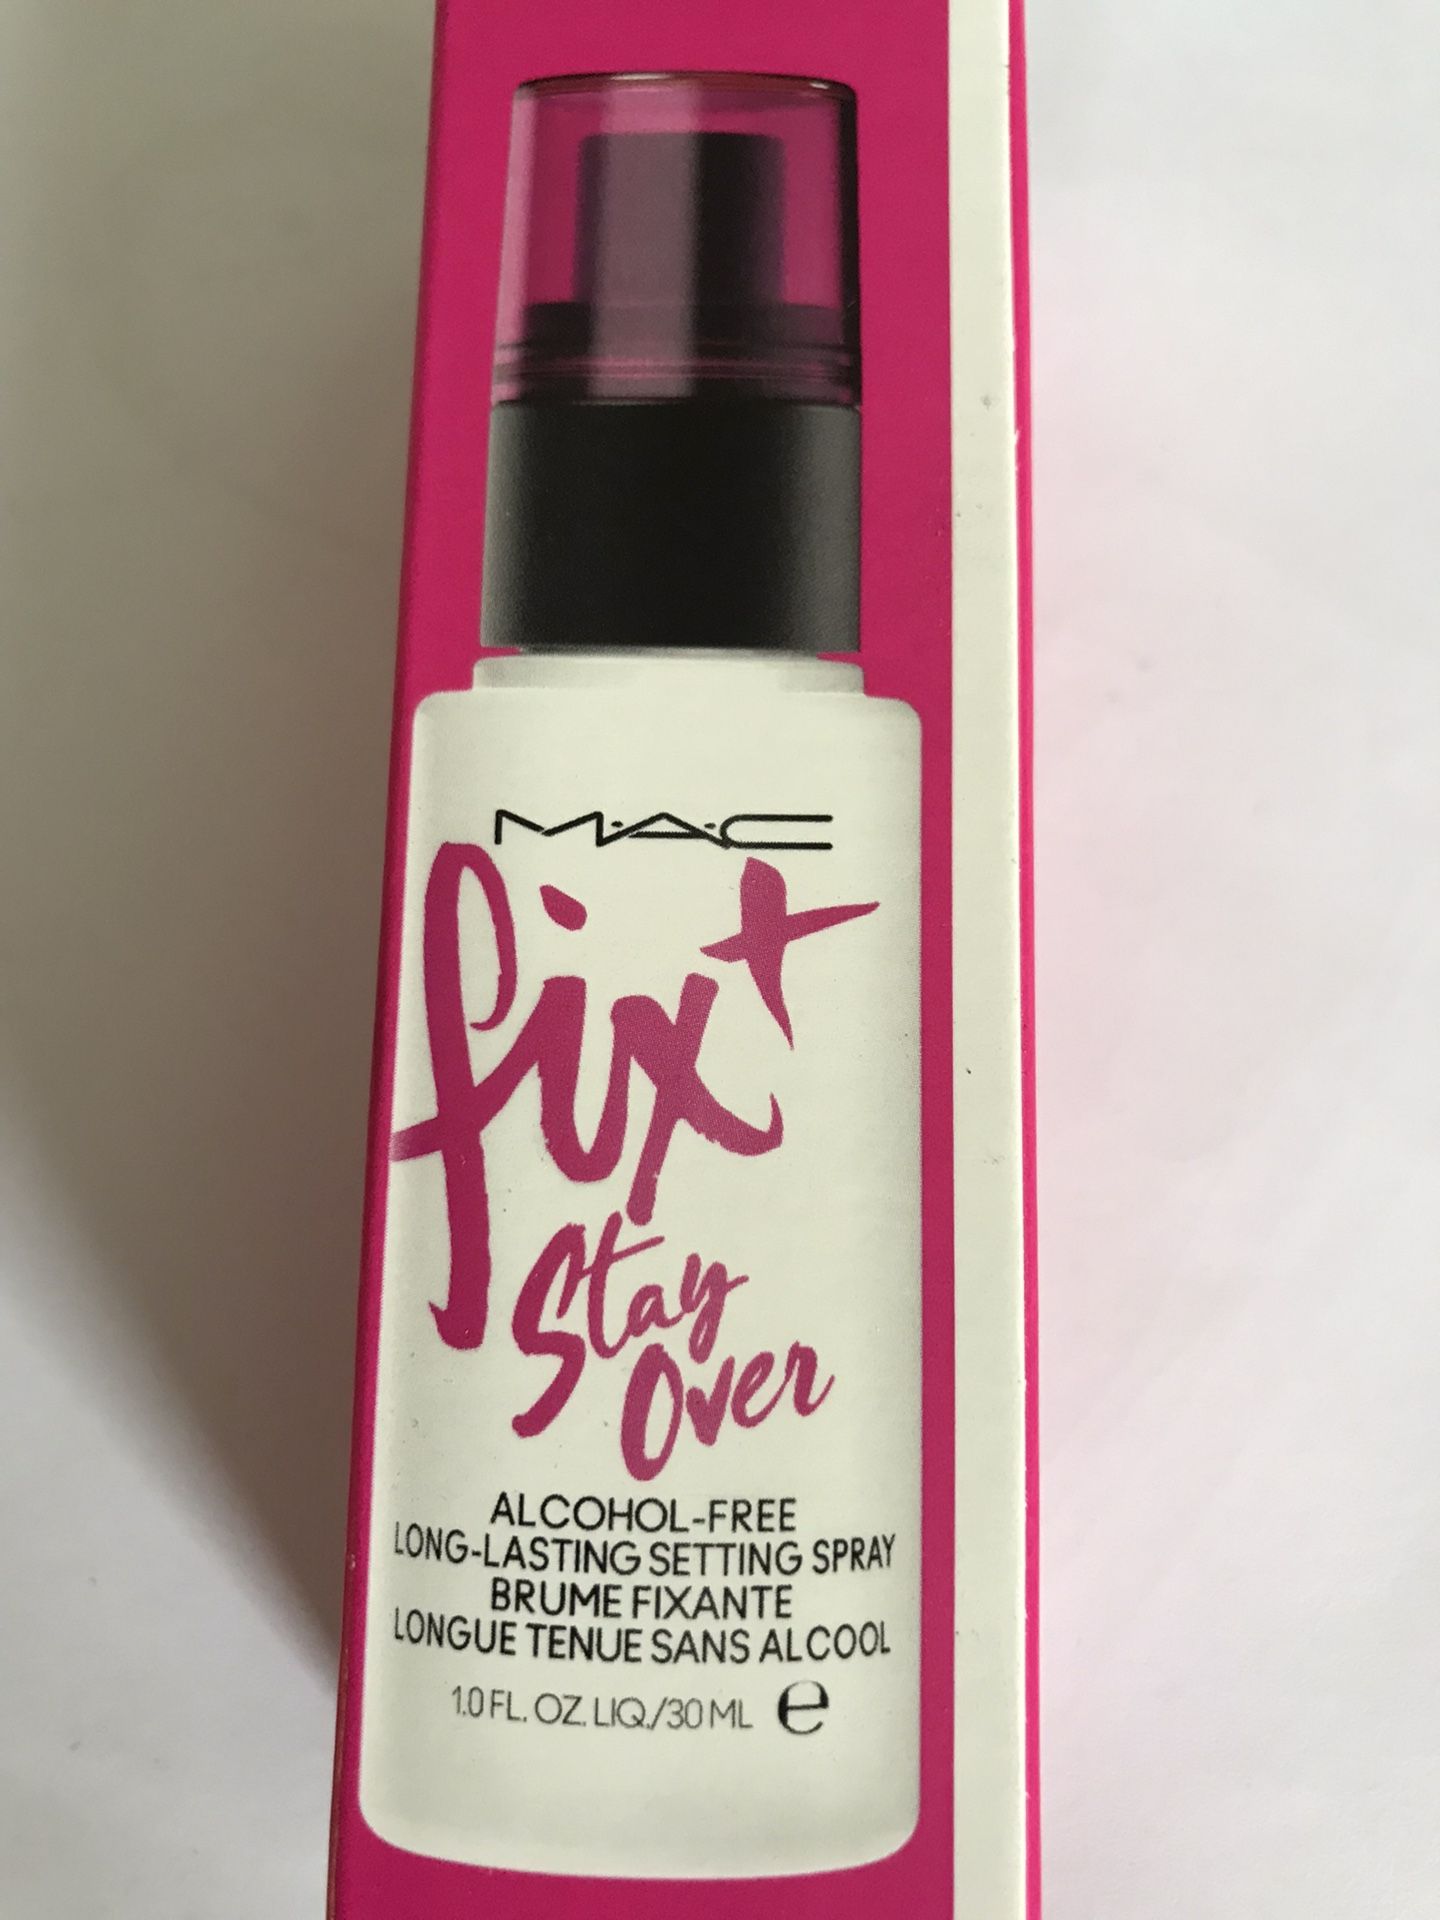 M·A·C
fix+
Stay
Over
ALCOHOL-FREE
LONG-LASTING SETTING SPRAY
BRUME FIXANTE
LONGUE TENUE SANS ALCOOL
1.0 FL. OZ. LIQ./30 ML ℮